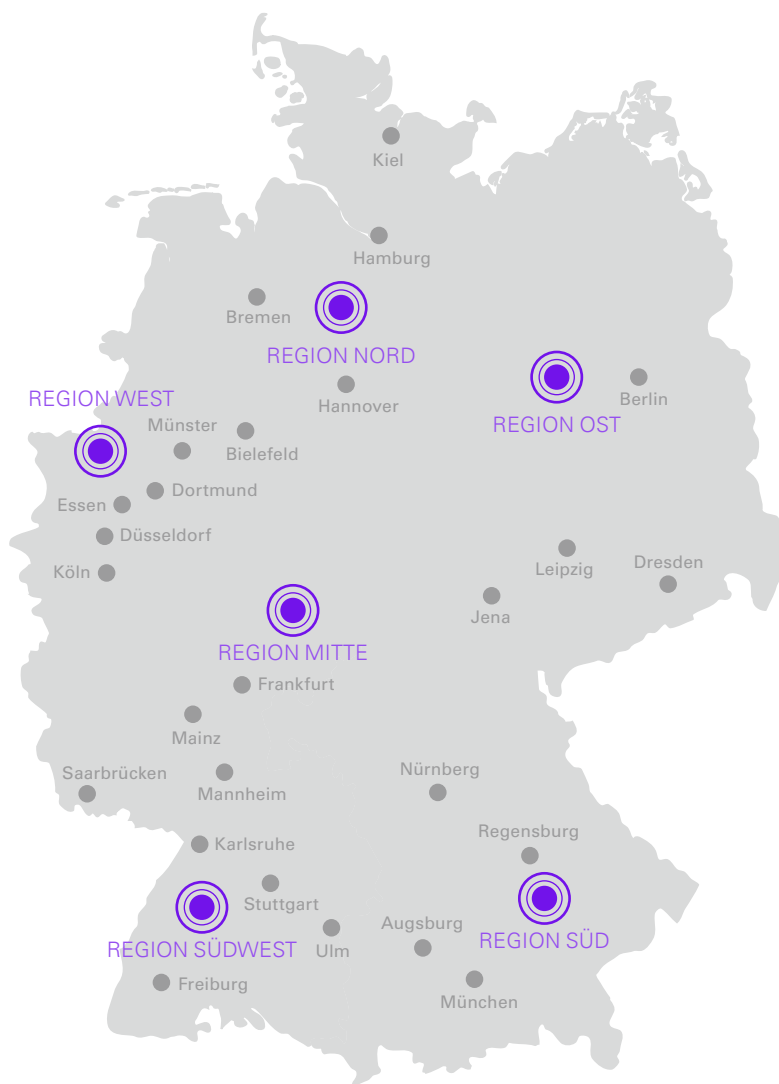 Kiel
Hamburg
Bremen
REGION NORD
Hannover
Berlin
REGION WEST
REGION OST
Münster
Bielefeld
Dortmund
Essen
Düsseldorf
Köln
Leipzig
Dresden
Jena
REGION MITTE
Frankfurt
Mainz
Saarbrücken
Mannheim
Nürnberg
Karlsruhe
Regensburg
Stuttgart
Augsburg
REGION SÜD
REGION SÜDWEST
Ulm
Freiburg
München